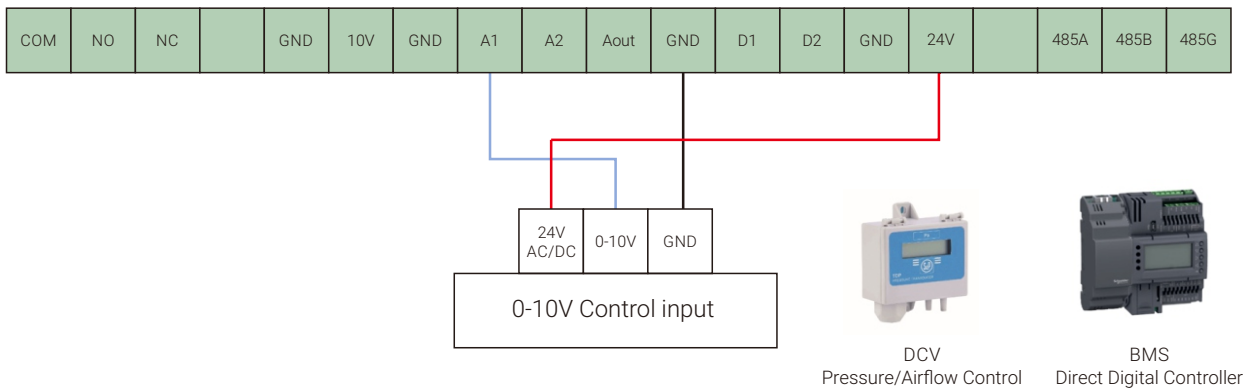 COM NO NC GND 10V GND A1 A2 Aout GND D1 D2 GND 24V 485A 485B 485G
24V
AC/DC
0-10V
GND
0-10V Control input
DCV
Pressure/Airflow Control
BMS
Direct Digital Controller